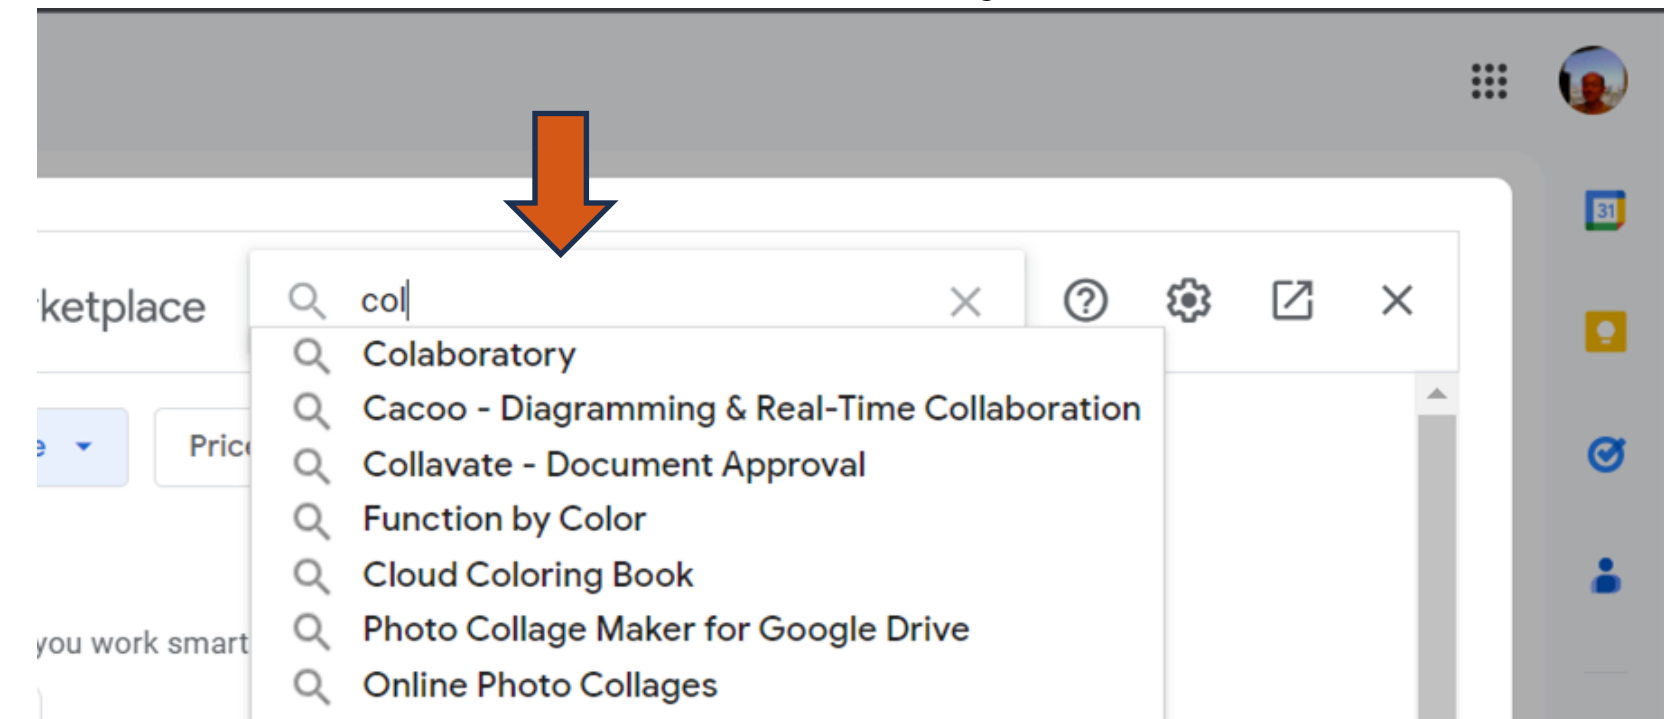 31
ketplace
col
Colaboratory
Cacoo - Diagramming & Real-Time Collaboration
Price
Collavate - Document Approval
Function by Color
Cloud Coloring Book
Photo Collage Maker for Google Drive
you work smart
Online Photo Collages